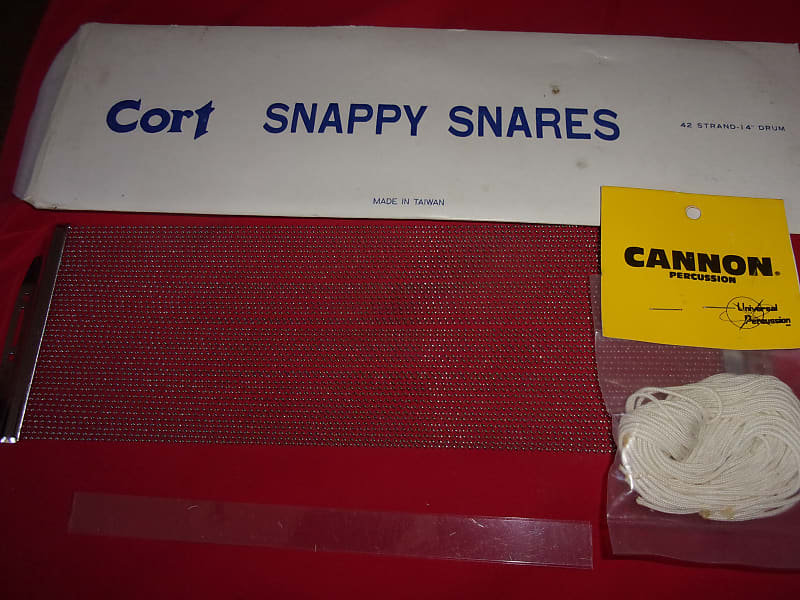 Cort SNAPPY SNARES
42 STRAND-14" DRUM
MADE IN TAIWAN
CANNON®
PERCUSSION
Universal
Percussion